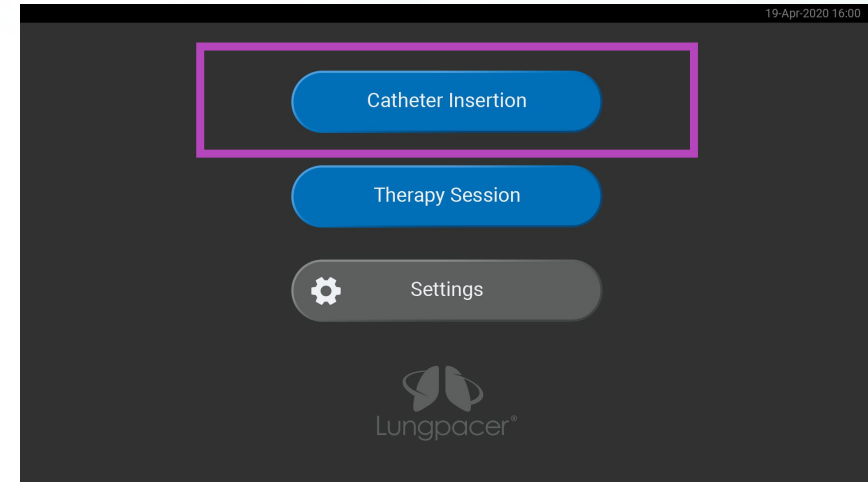 19-Apr-2020 16:00
Catheter Insertion
Therapy Session
Settings
Lungpacer®